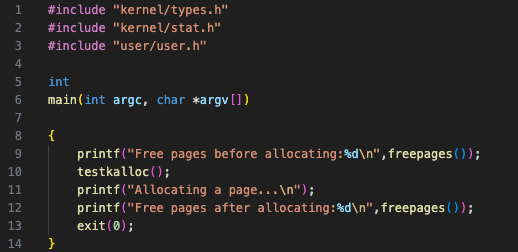 1 #include "kernel/types.h"
2 #include "kernel/stat.h"
3 #include "user/user.h"
4
5 int
6 main(int argc, char *argv[])
7
8 {
9     printf("Free pages before allocating:%d\n",freepages());
10     testkalloc();
11     printf("Allocating a page...\n");
12     printf("Free pages after allocating:%d\n",freepages());
13     exit(0);
14 }